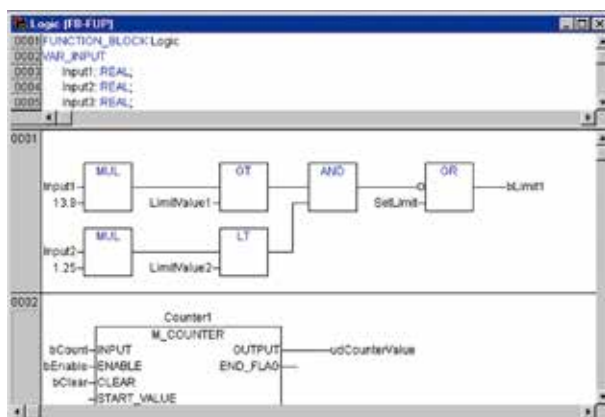 Logic (FB-FUP)
0001 FUNCTION_BLOCK Logic
0002 VAR_INPUT
0003 Input1: REAL;
0004 Input2: REAL;
0005 Input3: REAL;
0001
MUL GT AND OR
Input1 bLimit1
13.8 LimitValue1 SetLimit
MUL LT
Input2
1.25 LimitValue2
0002
Counter1
M_COUNTER
bCount INPUT OUTPUT udCounterValue
bEnable ENABLE END_FLAG
bClear CLEAR
START_VALUE